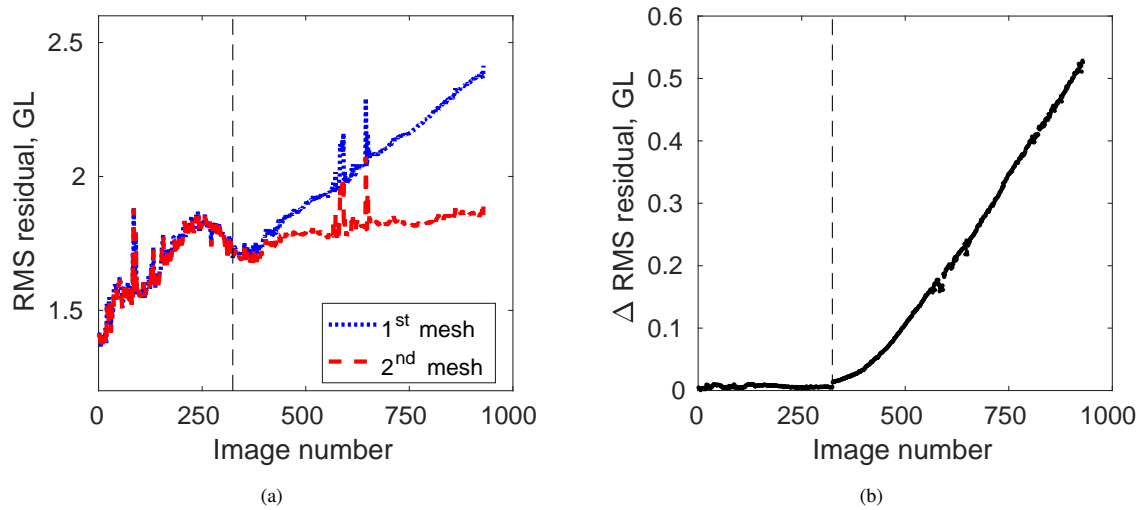 2.5
2
1.5
RMS residual, GL
1st mesh
2nd mesh
0
250
500
750
1000
Image number
(a)
0.6
0.5
0.4
0.3
0.2
0.1
0
Δ RMS residual, GL
0
250
500
750
1000
Image number
(b)